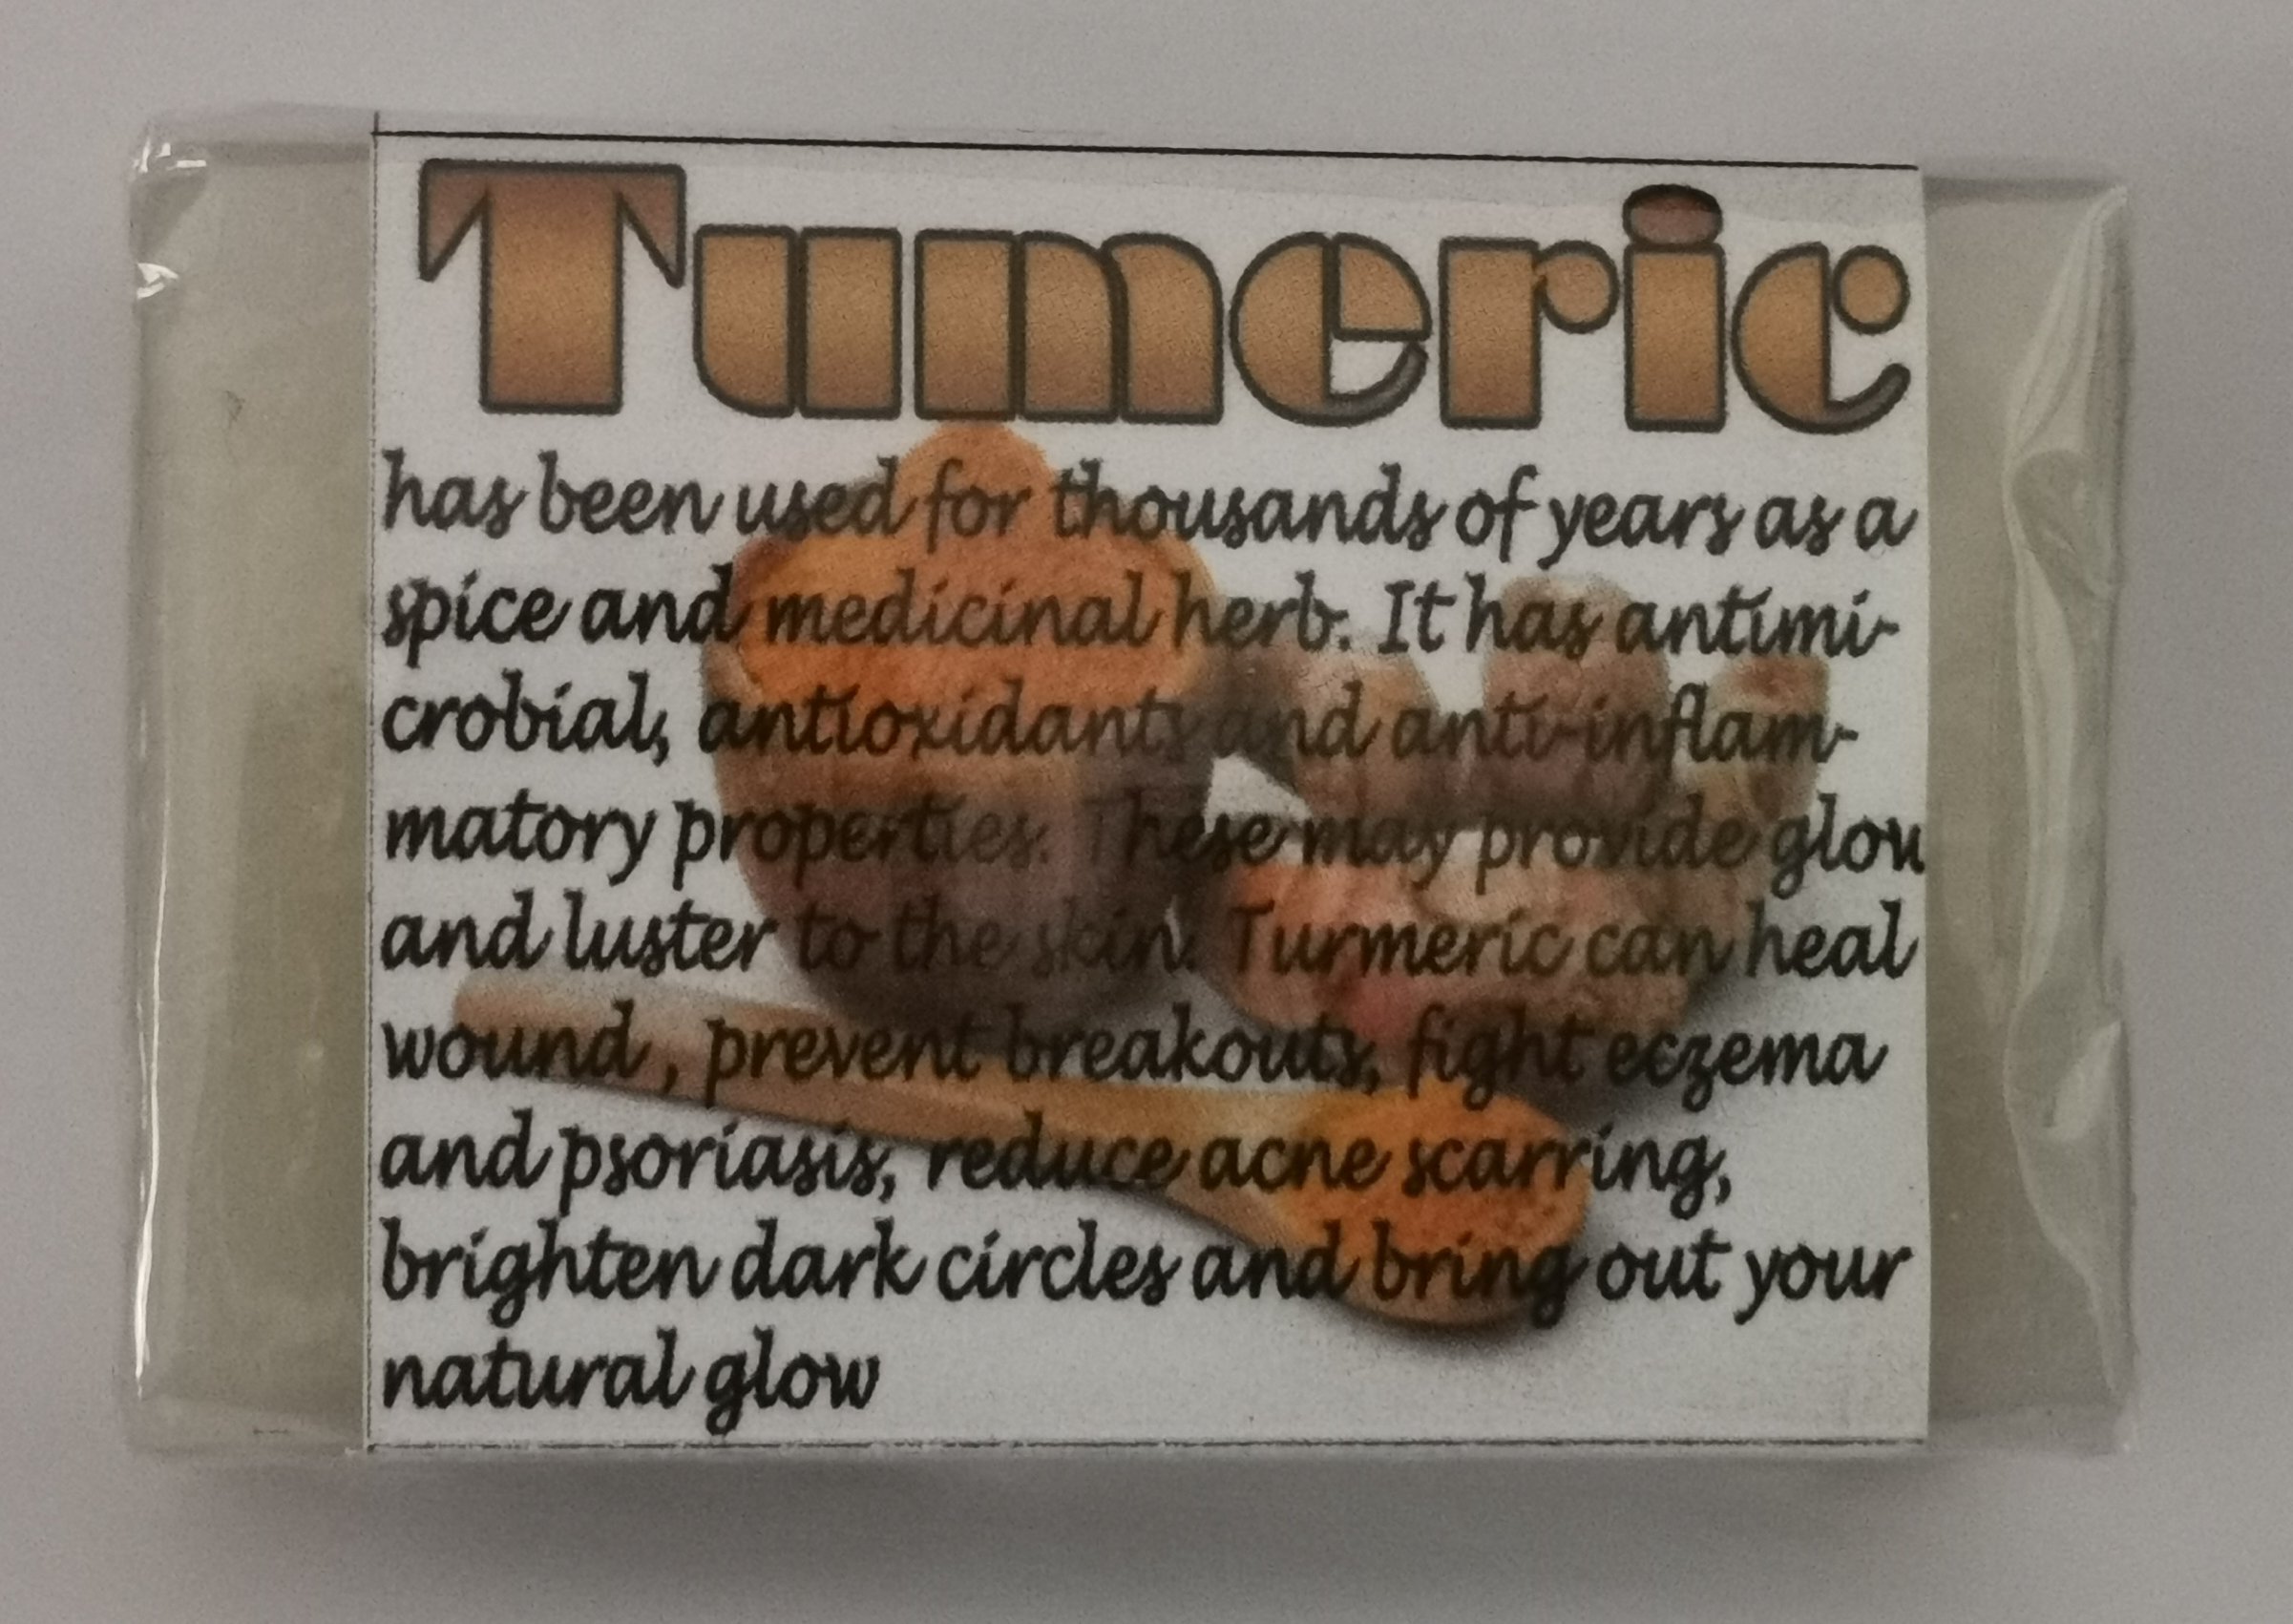 Tumeric
has been used for thousands of years as a
spice and medicinal herb. It has antimi-
crobial, antioxidants and anti-inflam-
matory properties. These may provide glow
and luster to the skin. Turmeric can heal
wound , prevent breakouts, fight eczema
and psoriasis, reduce acne scarring,
brighten dark circles and bring out your
natural glow